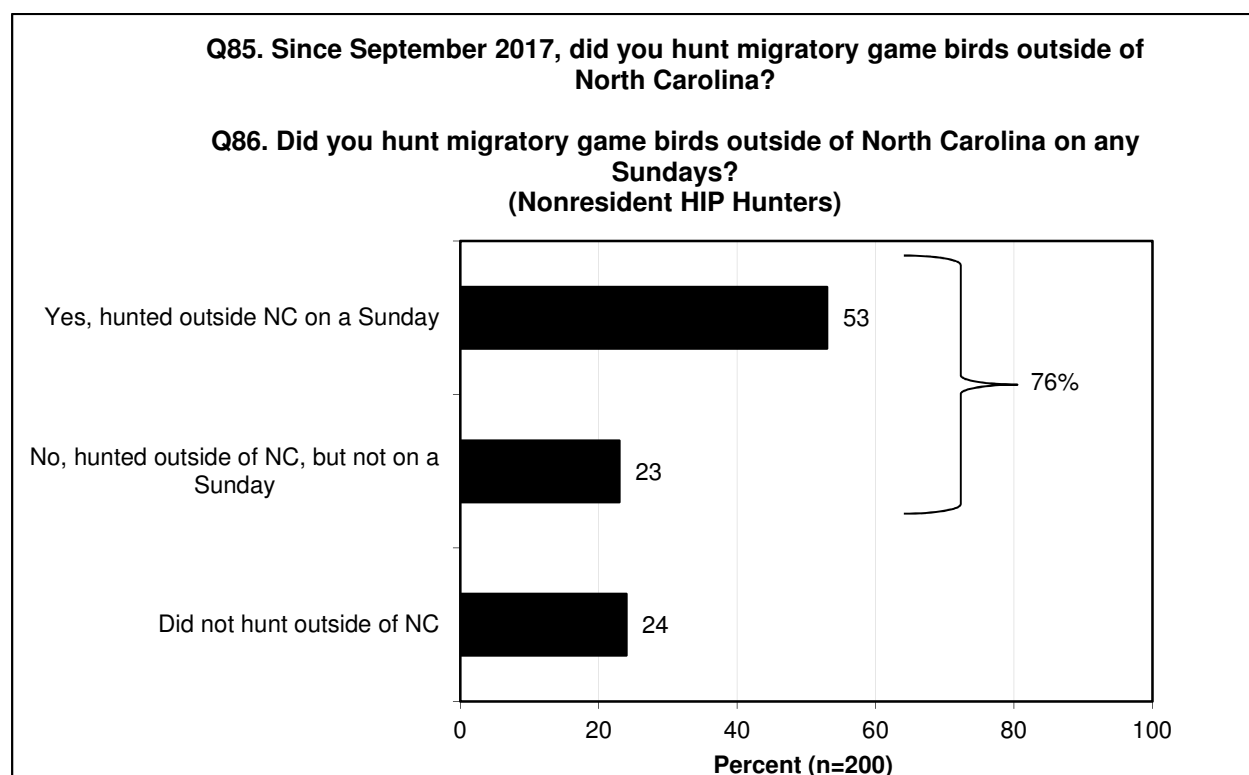 Q85. Since September 2017, did you hunt migratory game birds outside of
North Carolina?
Q86. Did you hunt migratory game birds outside of North Carolina on any
Sundays?
(Nonresident HIP Hunters)
Yes, hunted outside NC on a Sunday
53
76%
No, hunted outside of NC, but not on a
Sunday
23
Did not hunt outside of NC
24
0 20 40 60 80 100
Percent (n=200)